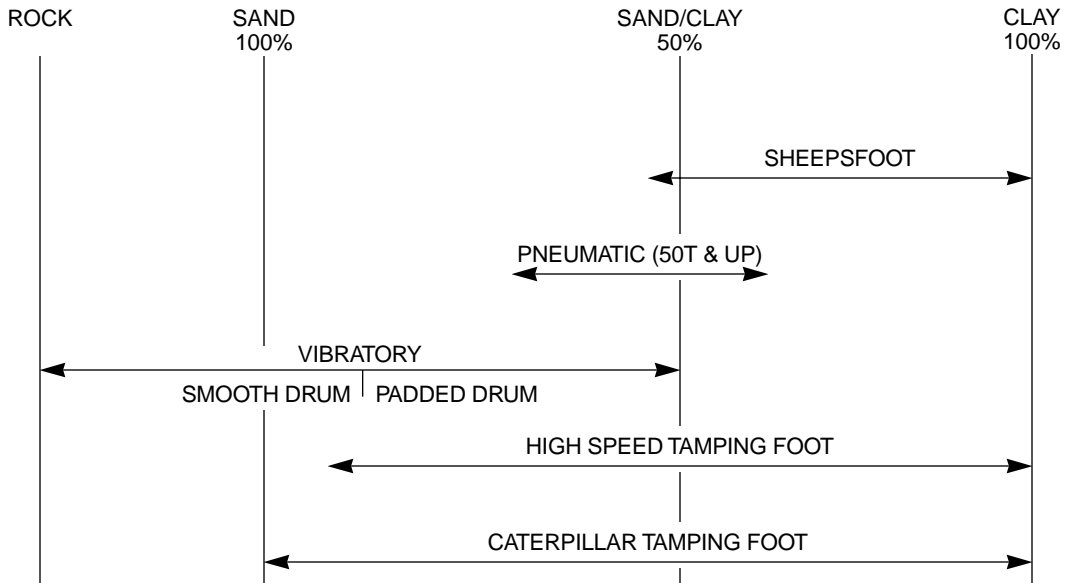 ROCK
SAND
100%
SAND/CLAY
50%
CLAY
100%
SHEEPSFOOT
PNEUMATIC (50T & UP)
VIBRATORY
SMOOTH DRUM
PADDED DRUM
HIGH SPEED TAMPING FOOT
CATERPILLAR TAMPING FOOT